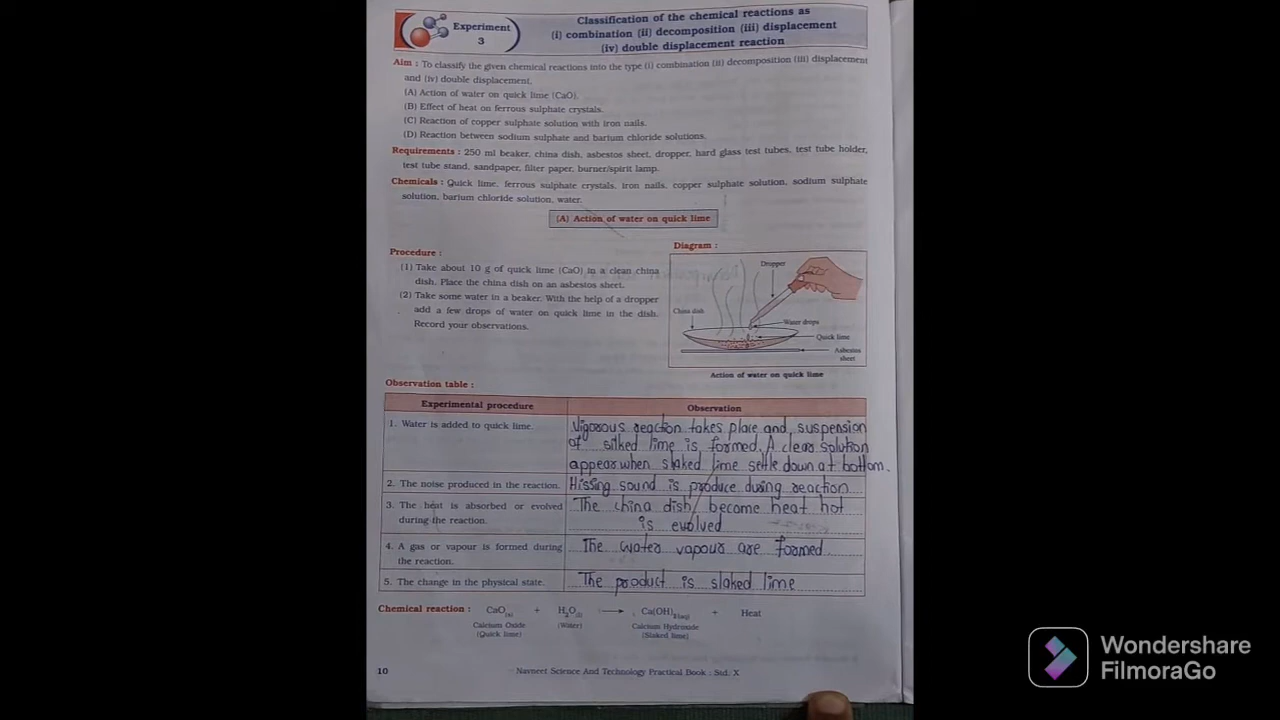 Experiment
3
Classification of the chemical reactions as
(i) combination (ii) decomposition (iii) displacement
(iv) double displacement reaction
Aim : To classify the given chemical reactions into the type (i) combination (ii) decomposition (iii) displacement
and (iv) double displacement.
(A) Action of water on quick lime (CaO).
(B) Effect of heat on ferrous sulphate crystals.
(C) Reaction of copper sulphate solution with iron nails.
(D) Reaction between sodium sulphate and barium chloride solutions.
Requirements : 250 ml beaker, china dish, asbestos sheet, dropper, hard glass test tubes, test tube holder,
test tube stand, sandpaper, filter paper, burner/spirit lamp.
Chemicals : Quick lime, ferrous sulphate crystals, iron nails, copper sulphate solution, sodium sulphate
solution, barium chloride solution, water.
(A) Action of water on quick lime
Procedure :
(1) Take about 10 g of quick lime (CaO) in a clean china
dish. Place the china dish on an asbestos sheet.
(2) Take some water in a beaker. With the help of a dropper
add a few drops of water on quick lime in the dish.
Record your observations.
Diagram :
Dropper
China dish
Water drops
Quick lime
Asbestos
sheet
Action of water on quick lime
Observation table :
Experimental procedure
Observation
1. Water is added to quick lime.
Vigorous reaction takes place and, suspension
of silked lime is formed. A clear solution
appear when slaked lime settle down at bottom.
2. The noise produced in the reaction.
Hissing sound is produce during reaction
3. The heat is absorbed or evolved
during the reaction.
The china dish become heat hot
is evolved
4. A gas or vapour is formed during
the reaction.
The water vapour are formed
5. The change in the physical state.
The product is slaked lime
Chemical reaction : CaO(s) + H2O(l) → Ca(OH)2(aq) + Heat
Calcium Oxide (Water) Calcium Hydroxide
(Quick lime) (Slaked lime)
10
Navneet Science And Technology Practical Book : Std. X
Wondershare
FilmoraGo